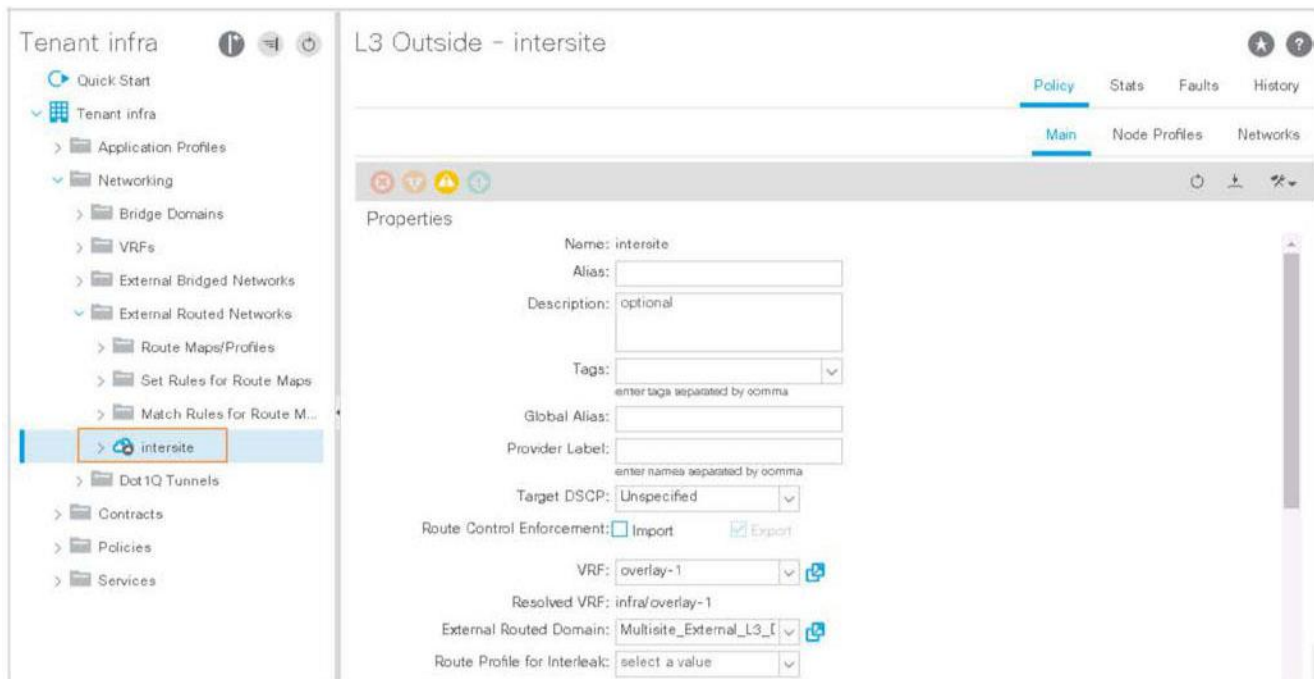 Tenant infra
Quick Start
Tenant infra
Application Profiles
Networking
Bridge Domains
VRFs
External Bridged Networks
External Routed Networks
Route Maps/Profiles
Set Rules for Route Maps
Match Rules for Route M...
intersite
Dot1Q Tunnels
Contracts
Policies
Services
L3 Outside - intersite
Policy Stats Faults History
Main Node Profiles Networks
Properties
Name: intersite
Alias:
Description: optional
Tags:
enter tags separated by comma
Global Alias:
Provider Label:
enter names separated by comma
Target DSCP: Unspecified
Route Control Enforcement: Import Export
VRF: overlay-1
Resolved VRF: infra/overlay-1
External Routed Domain: Multisite_External_L3_
Route Profile for Interleak: select a value